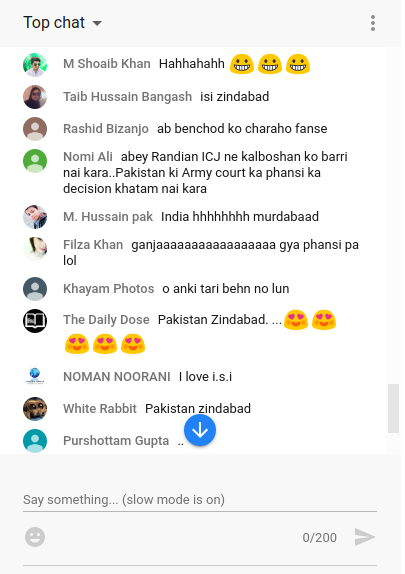 Top chat
M Shoaib Khan Hahhahahh 😀😀😀
Taib Hussain Bangash isi zindabad
Rashid Bizanjo ab benchod ko charaho fanse
Nomi Ali abey Randian ICJ ne kalboshan ko barri
nai kara..Pakistan ki Army court ka phansi ka
decision khatam nai kara
M. Hussain pak India hhhhhhhh murdabaad
Filza Khan ganjaaaaaaaaaaaaaaaaa gya phansi pa
lol
Khayam Photos o anki tari behn no lun
The Daily Dose Pakistan Zindabad. ...😍😍
😍😍😍
NOMAN NOORANI I love i.s.i
White Rabbit Pakistan zindabad
Purshottam Gupta ..
Say something... (slow mode is on)
0/200